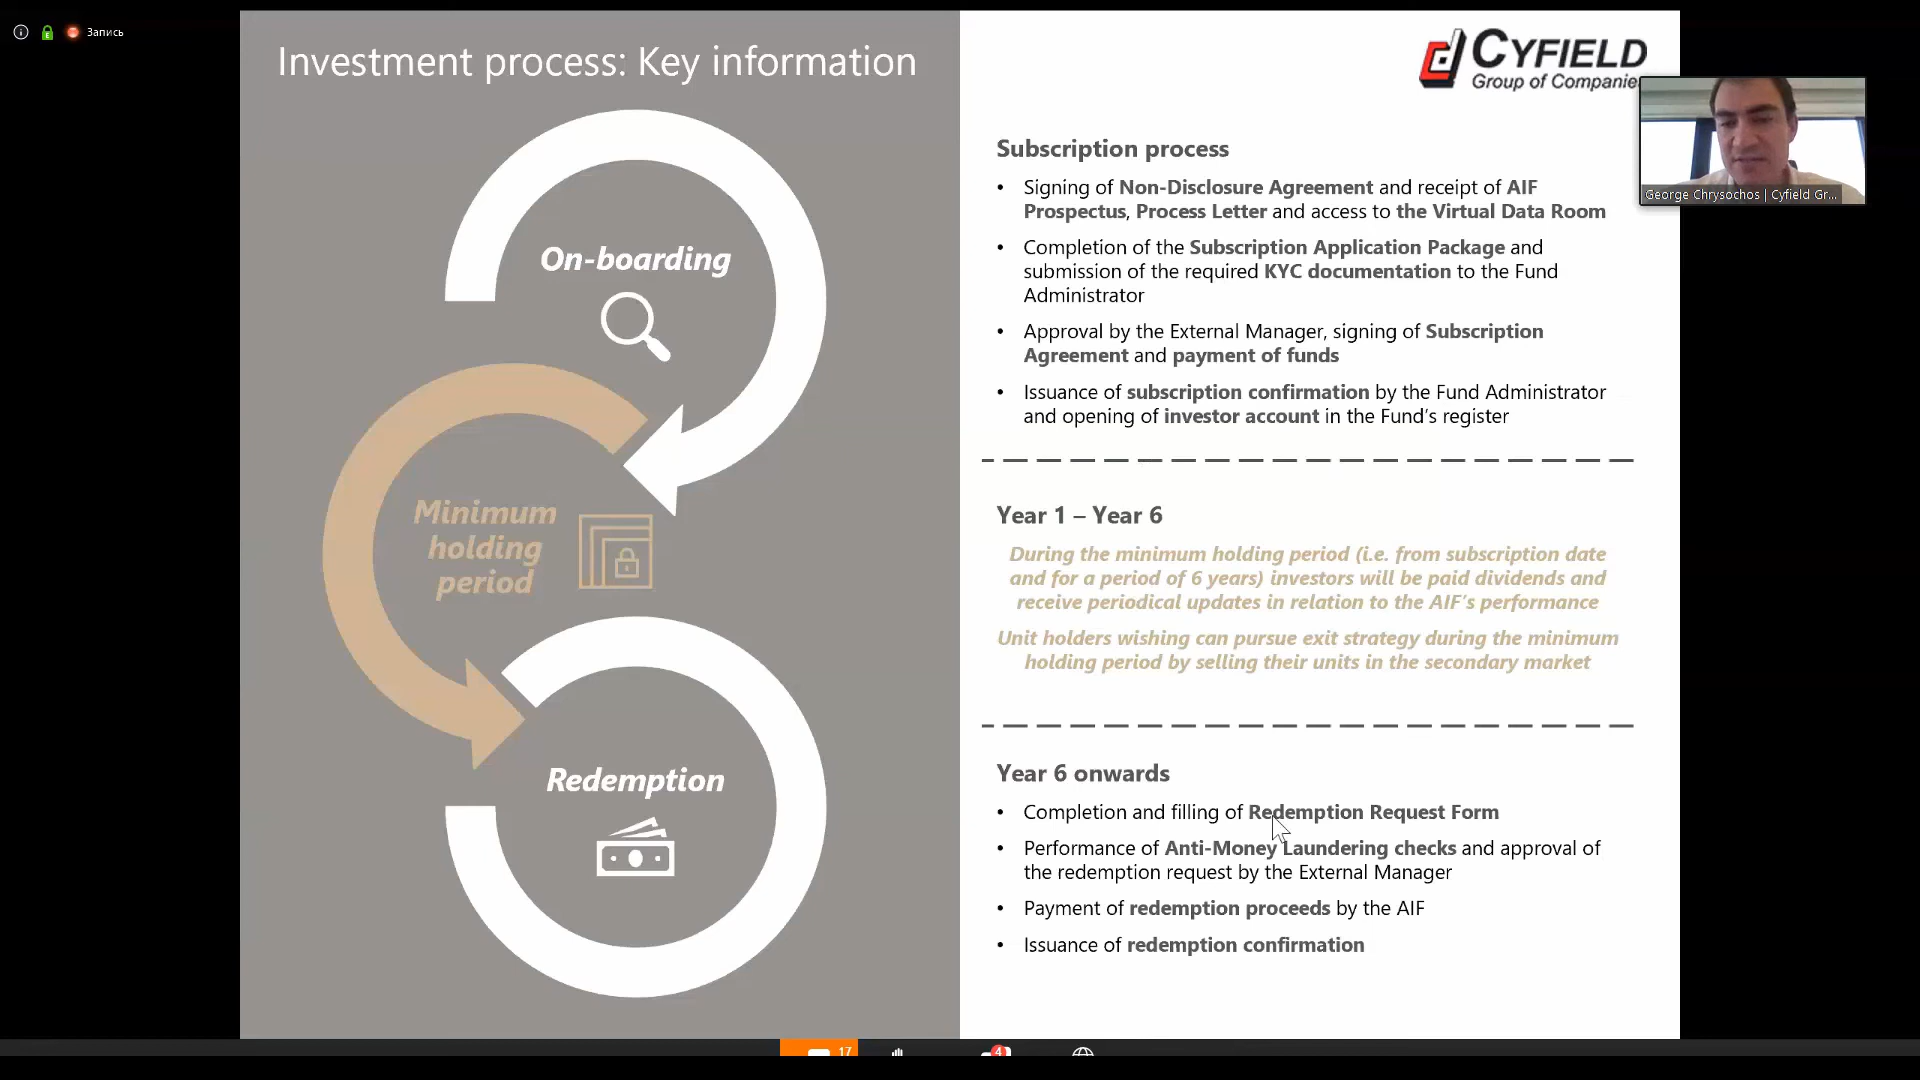 Запись
Investment process: Key information
On-boarding
Minimum
holding
period
Redemption
CYFIELD
Group of Companie
George Chrysochos | Cyfield Gr...
Subscription process
• Signing of Non-Disclosure Agreement and receipt of AIF
Prospectus, Process Letter and access to the Virtual Data Room
• Completion of the Subscription Application Package and
submission of the required KYC documentation to the Fund
Administrator
• Approval by the External Manager, signing of Subscription
Agreement and payment of funds
• Issuance of subscription confirmation by the Fund Administrator
and opening of investor account in the Fund's register
Year 1 – Year 6
During the minimum holding period (i.e. from subscription date
and for a period of 6 years) investors will be paid dividends and
receive periodical updates in relation to the AIF's performance
Unit holders wishing can pursue exit strategy during the minimum
holding period by selling their units in the secondary market
Year 6 onwards
• Completion and filling of Redemption Request Form
• Performance of Anti-Money Laundering checks and approval of
the redemption request by the External Manager
• Payment of redemption proceeds by the AIF
• Issuance of redemption confirmation
17
4